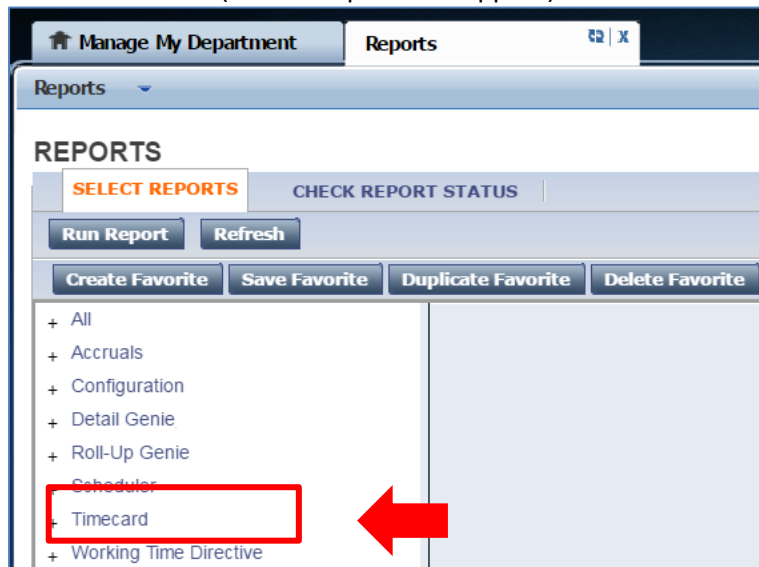 Manage My Department Reports X
Reports
REPORTS
SELECT REPORTS CHECK REPORT STATUS
Run Report Refresh
Create Favorite Save Favorite Duplicate Favorite Delete Favorite
+ All
+ Accruals
+ Configuration
+ Detail Genie
+ Roll-Up Genie
+ Scheduler
+ Timecard
+ Working Time Directive